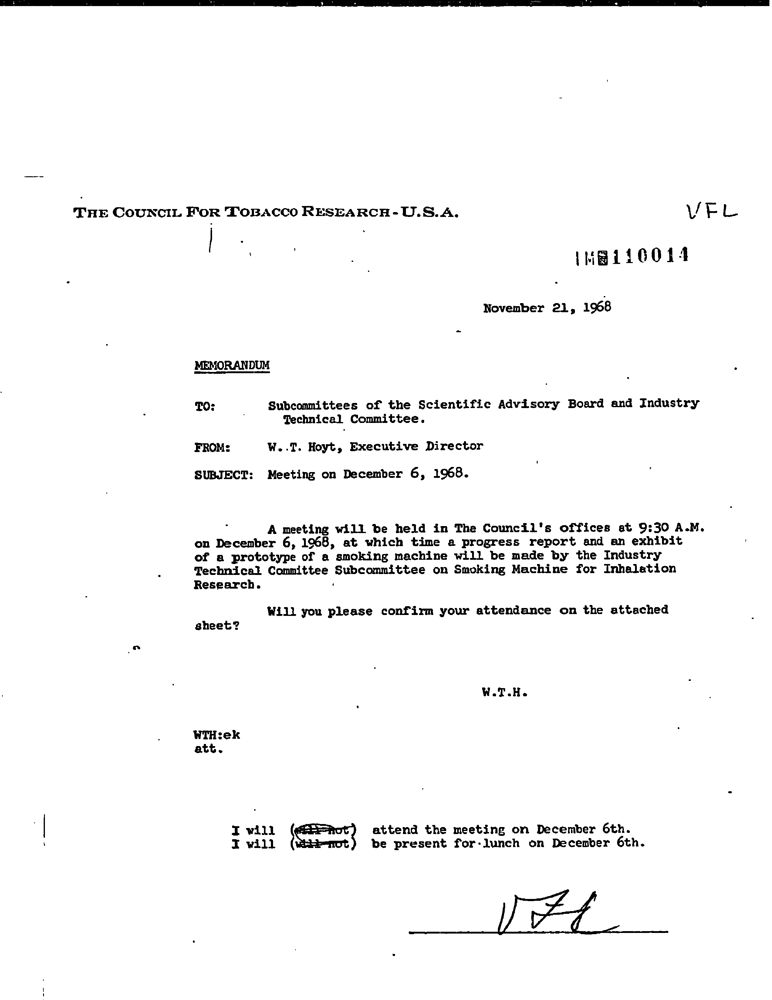 THE COUNCIL FOR TOBACCO RESEARCH-U.S.A.
VFL
110014
November 21, 1968
MEMORANDUM
TO: Subcommittees of the Scientific Advisory Board and Industry
Technical Committee.
FROM: W. T. Hoyt, Executive Director
SUBJECT: Meeting on December 6, 1968.
A meeting will be held in The Council's offices at 9:30 A.M.
on December 6, 1968, at which time a progress report and an exhibit
of a prototype of a smoking machine will be made by the Industry
Technical Committee Subcommittee on Smoking Machine for Inhalation
Research.
Will you please confirm your attendance on the attached
sheet?
W.T.H.
WTH:ek
att.
I will (will not) attend the meeting on December 6th.
I will (will not) be present for lunch on December 6th.
VFL